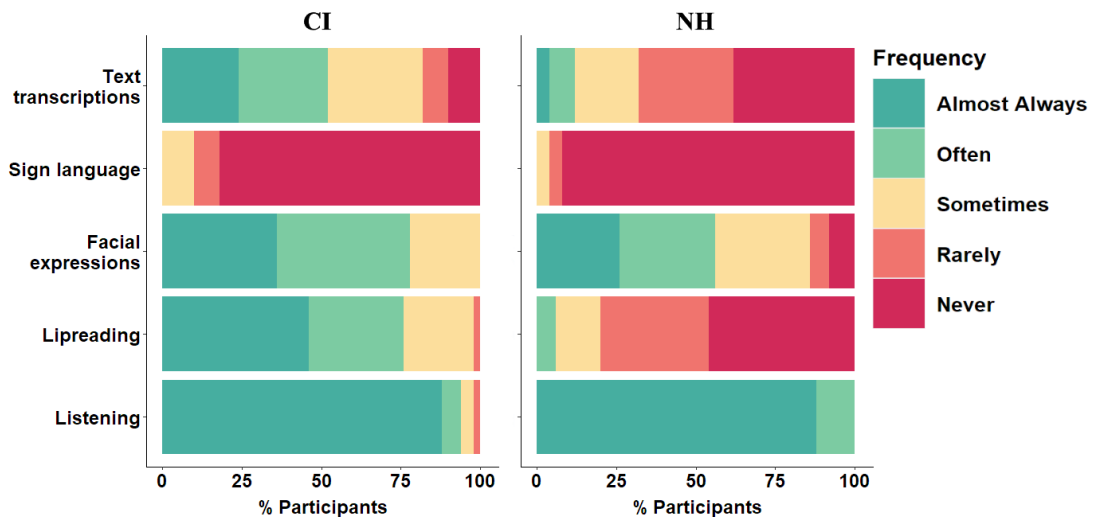 CI
NH
Text
transcriptions
Sign language
Facial
expressions
Lipreading
Listening
0 25 50 75 100
% Participants
0 25 50 75 100
% Participants
Frequency
Almost Always
Often
Sometimes
Rarely
Never